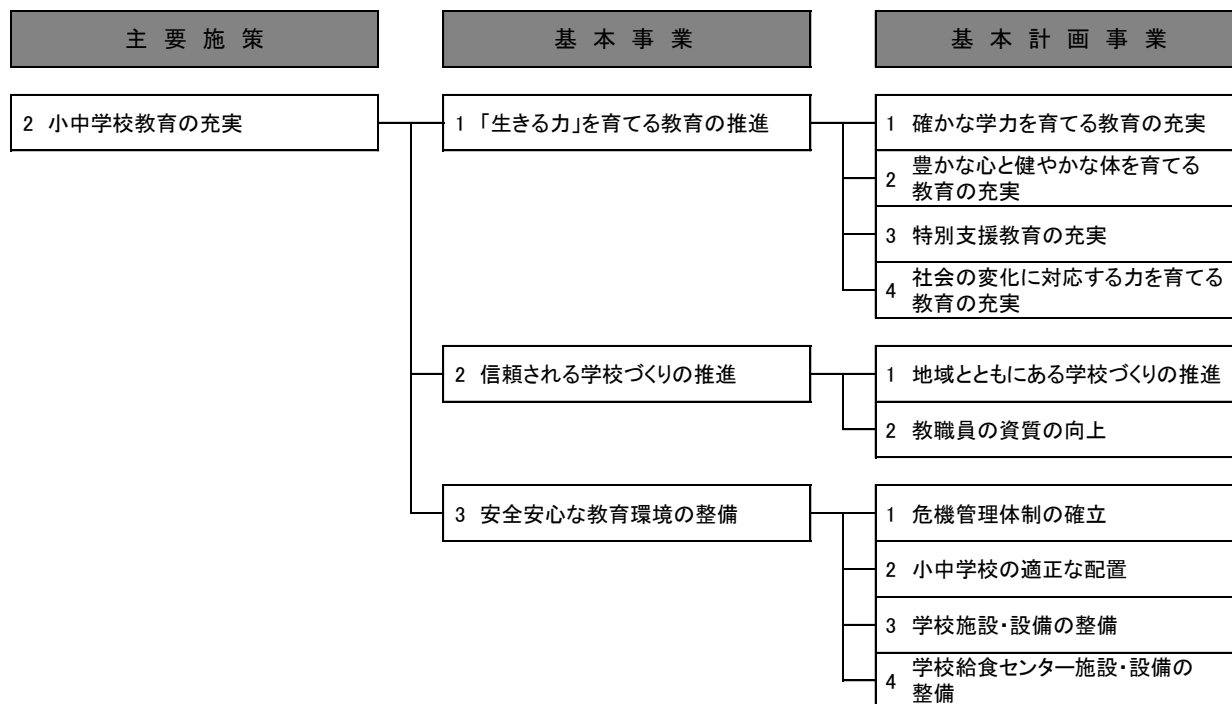 主要施策
基本事業
基本計画事業
2 小中学校教育の充実
1 「生きる力」を育てる教育の推進
1 確かな学力を育てる教育の充実
2 豊かな心と健やかな体を育てる
教育の充実
3 特別支援教育の充実
4 社会の変化に対応する力を育てる
教育の充実
2 信頼される学校づくりの推進
1 地域とともにある学校づくりの推進
2 教職員の資質の向上
3 安全安心な教育環境の整備
1 危機管理体制の確立
2 小中学校の適正な配置
3 学校施設・設備の整備
4 学校給食センター施設・設備の
整備